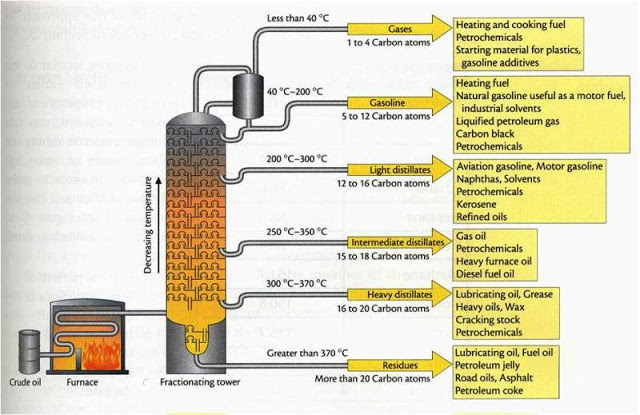 Less than 40 °C
Gases
1 to 4 Carbon atoms
Heating and cooking fuel
Petrochemicals
Starting material for plastics,
gasoline additives
40 °C–200 °C
Gasoline
5 to 12 Carbon atoms
Heating fuel
Natural gasoline useful as a motor fuel,
industrial solvents
Liquified petroleum gas
Carbon black
Petrochemicals
200 °C–300 °C
Light distillates
12 to 16 Carbon atoms
Aviation gasoline, Motor gasoline
Naphthas, Solvents
Petrochemicals
Kerosene
Refined oils
Decreasing temperature
250 °C–350 °C
Intermediate distillates
15 to 18 Carbon atoms
Gas oil
Petrochemicals
Heavy furnace oil
Diesel fuel oil
300 °C–370 °C
Heavy distillates
16 to 20 Carbon atoms
Lubricating oil, Grease
Heavy oils, Wax
Cracking stock
Petrochemicals
Greater than 370 °C
Residues
More than 20 Carbon atoms
Lubricating oil, Fuel oil
Petroleum jelly
Road oils, Asphalt
Petroleum coke
Crude oil
Furnace
Fractionating tower